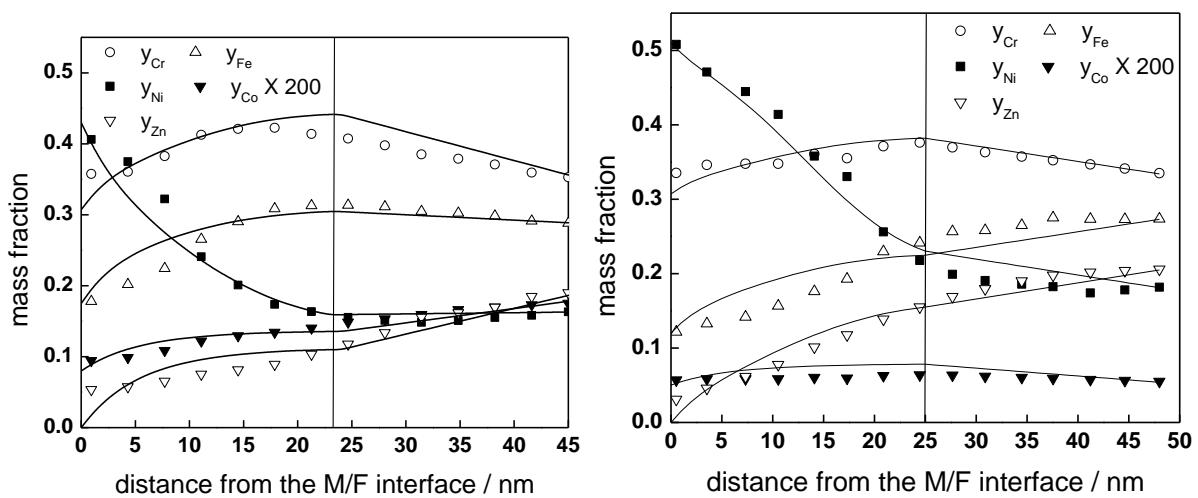 y_Cr y_Fe
y_Ni y_Co X 200
y_Zn
0.5
0.4
0.3
0.2
0.1
0.0
mass fraction
0 5 10 15 20 25 30 35 40 45
distance from the M/F interface / nm
y_Cr y_Fe
y_Ni y_Co X 200
y_Zn
0.5
0.4
0.3
0.2
0.1
0.0
mass fraction
0 5 10 15 20 25 30 35 40 45 50
distance from the M/F interface / nm